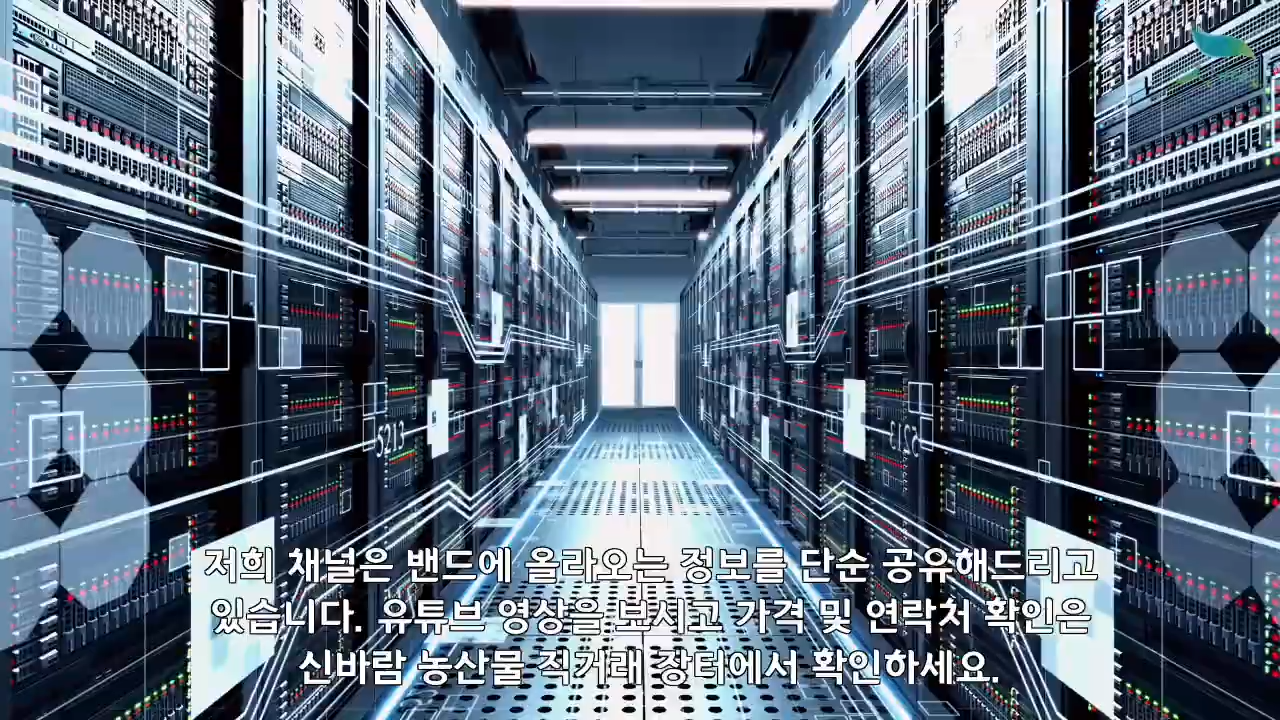 저희 채널은 밴드에 올라오는 정보를 단순 공유해드리고
있습니다. 유튜브 영상을 보시고 가격 및 연락처 확인은
신바람 농산물 직거래 장터에서 확인하세요.
5213